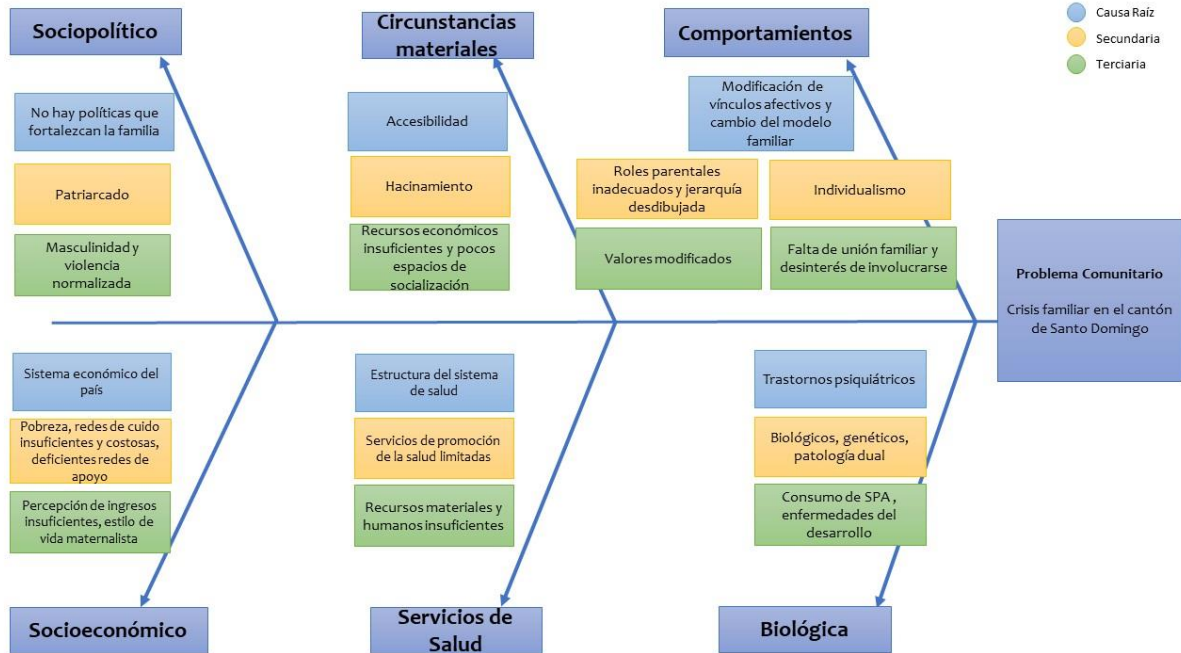 Sociopolítico
Circunstancias
materiales
Comportamientos
Causa Raíz
Secundaria
Terciaria
No hay políticas que
fortalezcan la familia
Patriarcado
Masculinidad y
violencia
normalizada
Accesibilidad
Hacinamiento
Recursos económicos
insuficientes y pocos
espacios de
socialización
Modificación de
vínculos afectivos y
cambio del modelo
familiar
Roles parentales
inadecuados y jerarquía
desdibujada
Individualismo
Valores modificados
Falta de unión familiar y
desinterés de involucrarse
Problema Comunitario
Crisis familiar en el cantón
de Santo Domingo
Sistema económico del
país
Pobreza, redes de cuido
insuficientes y costosas,
deficientes redes de
apoyo
Percepción de ingresos
insuficientes, estilo de
vida maternalista
Estructura del sistema
de salud
Servicios de promoción
de la salud limitadas
Recursos materiales y
humanos insuficientes
Trastornos psiquiátricos
Biológicos, genéticos,
patología dual
Consumo de SPA ,
enfermedades del
desarrollo
Socioeconómico
Servicios de
Salud
Biológica